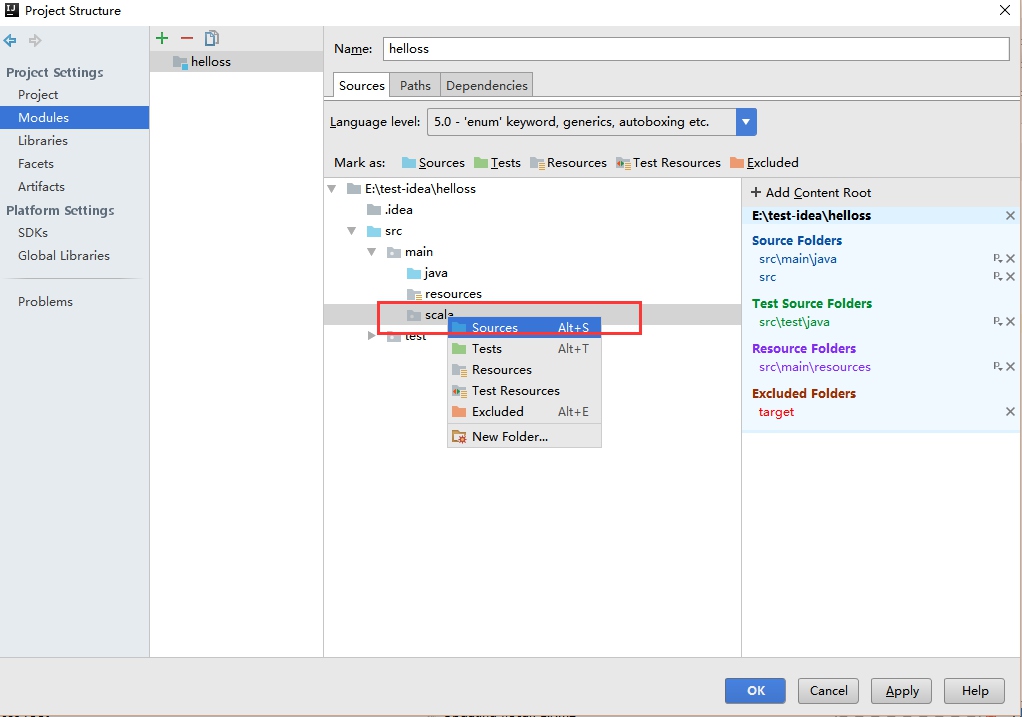 Project Structure
Project Settings
Project
Modules
Libraries
Facets
Artifacts
Platform Settings
SDKs
Global Libraries
Problems
helloss
Name: helloss
Sources Paths Dependencies
Language level: 5.0 - 'enum' keyword, generics, autoboxing etc.
Mark as: Sources Tests Resources Test Resources Excluded
E:\test-idea\helloss
.idea
src
main
java
resources
scala
test
Sources Alt+S
Tests Alt+T
Resources
Test Resources
Excluded Alt+E
New Folder...
+ Add Content Root
E:\test-idea\helloss
Source Folders
src\main\java
src
Test Source Folders
src\test\java
Resource Folders
src\main\resources
Excluded Folders
target
OK Cancel Apply Help